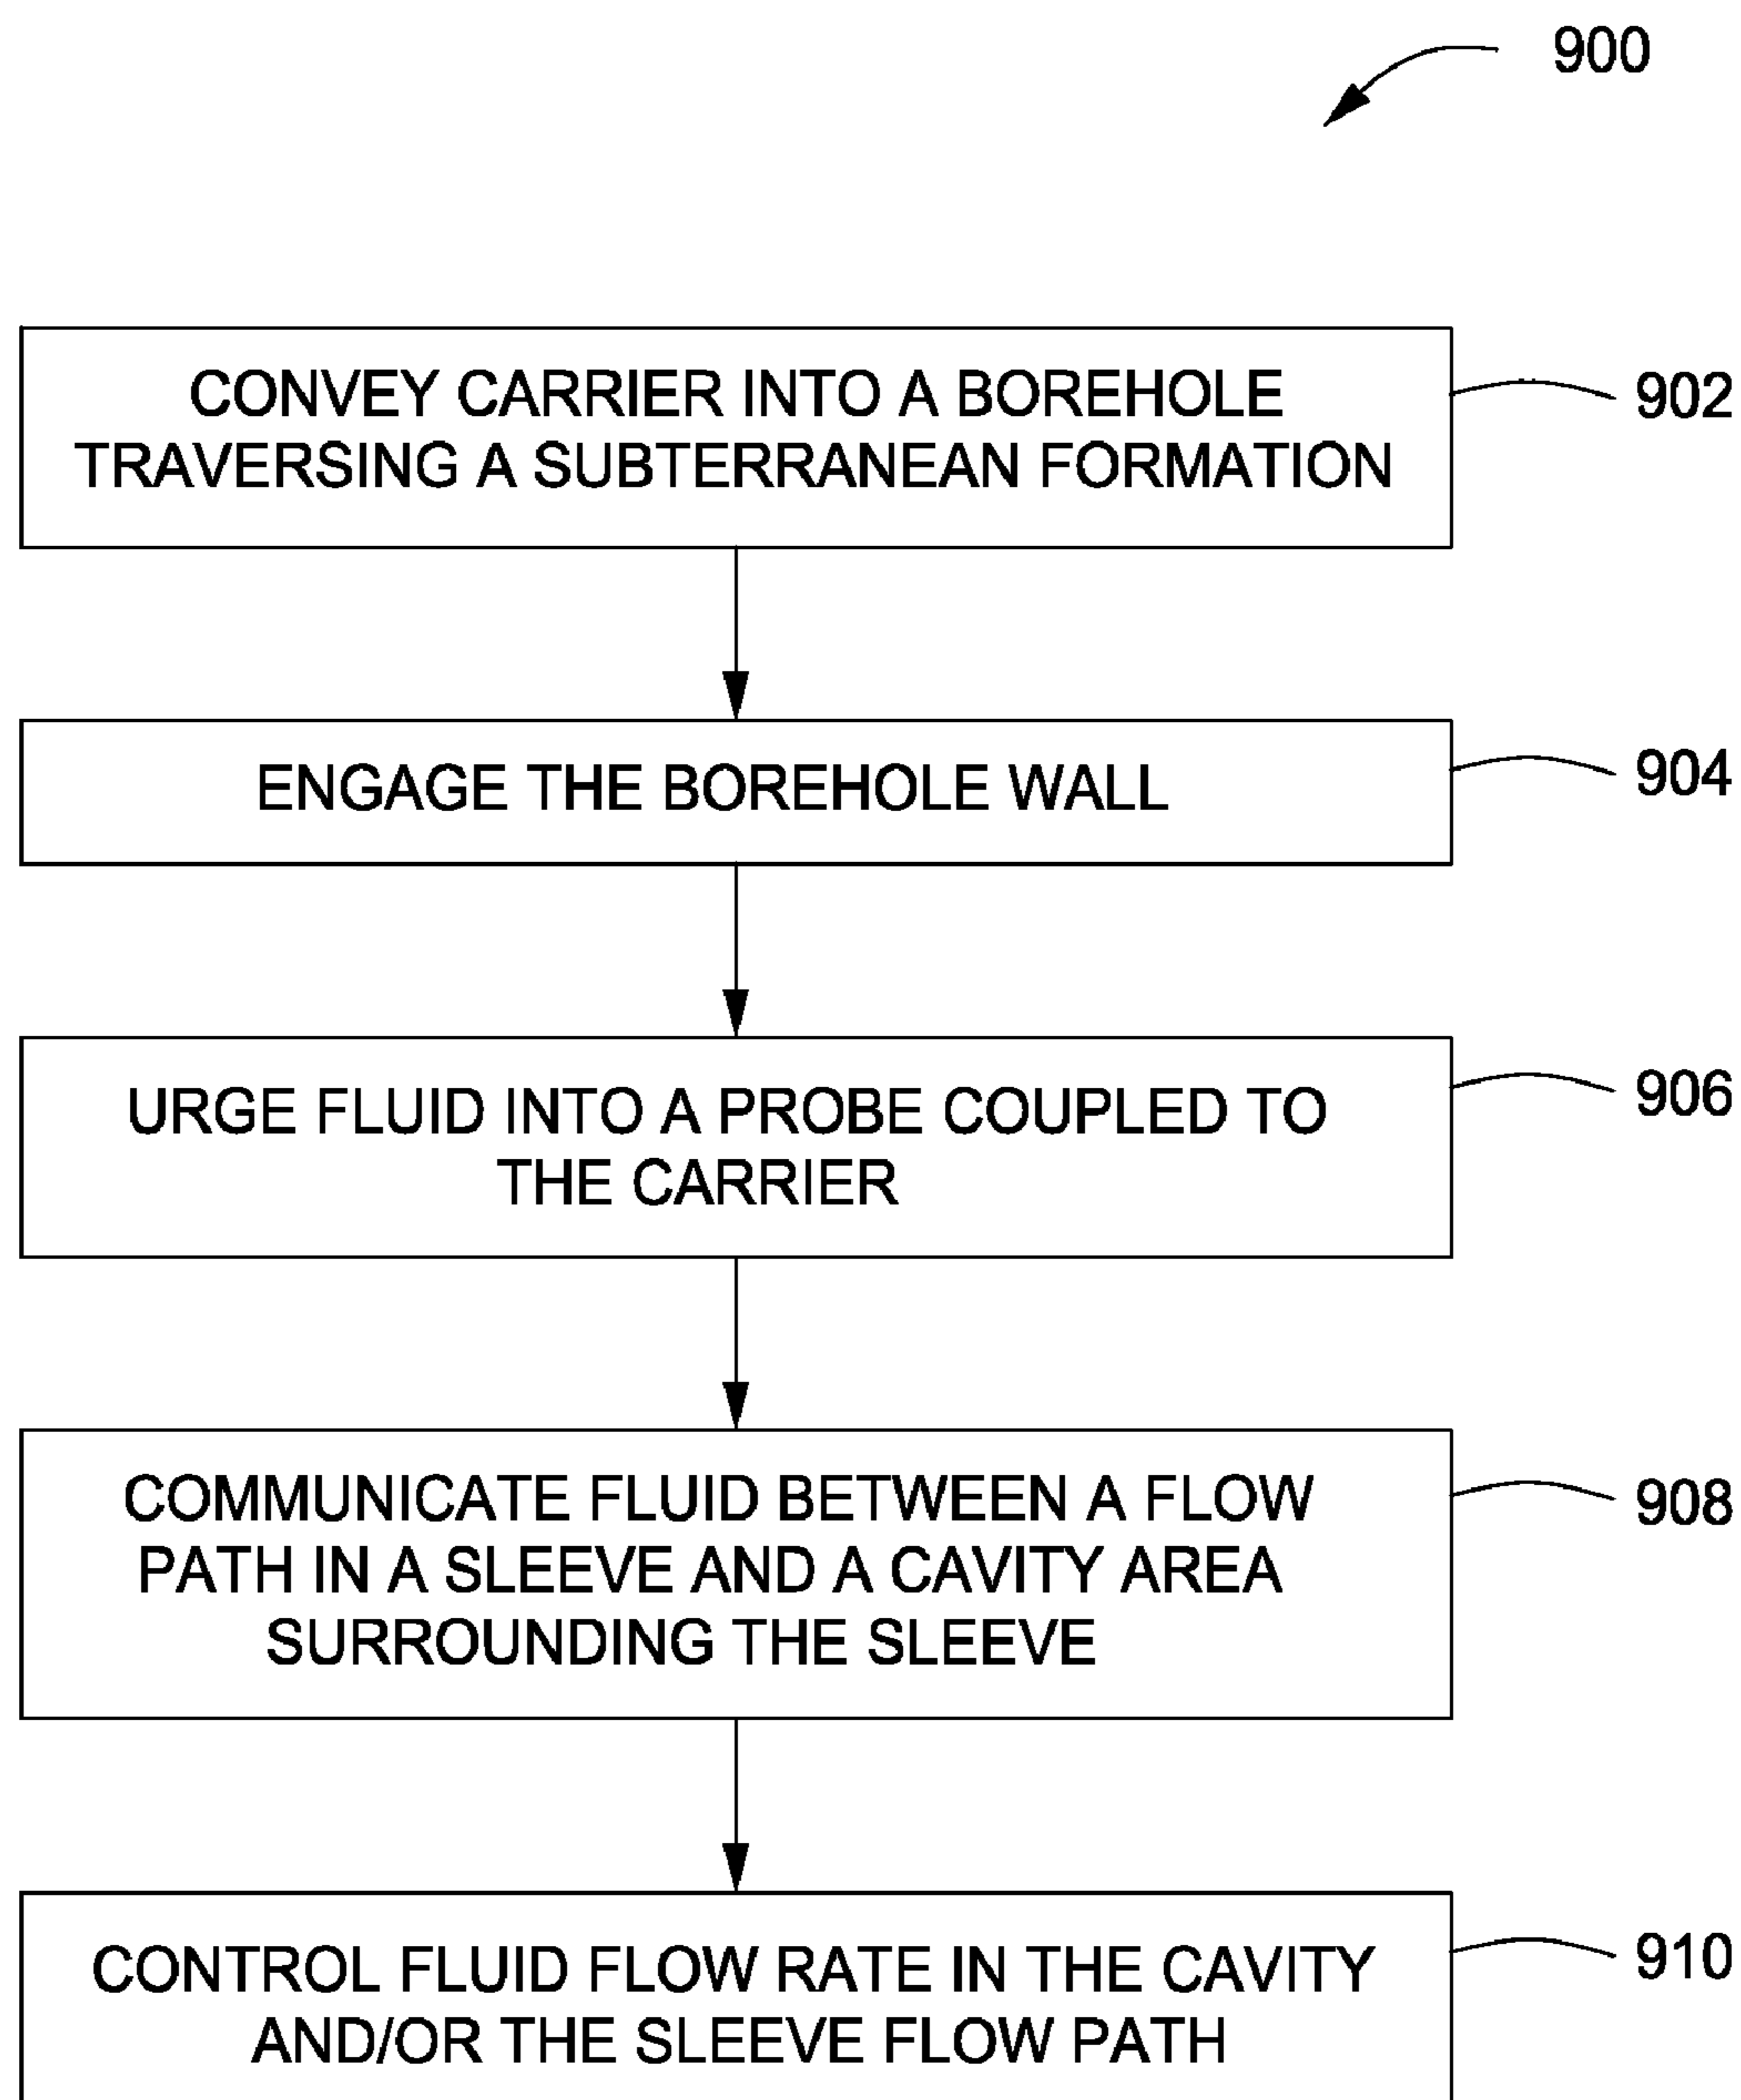 900
CONVEY CARRIER INTO A BOREHOLE
TRAVERSING A SUBTERRANEAN FORMATION
902
ENGAGE THE BOREHOLE WALL
904
URGE FLUID INTO A PROBE COUPLED TO
THE CARRIER
906
COMMUNICATE FLUID BETWEEN A FLOW
PATH IN A SLEEVE AND A CAVITY AREA
SURROUNDING THE SLEEVE
908
CONTROL FLUID FLOW RATE IN THE CAVITY
AND/OR THE SLEEVE FLOW PATH
910